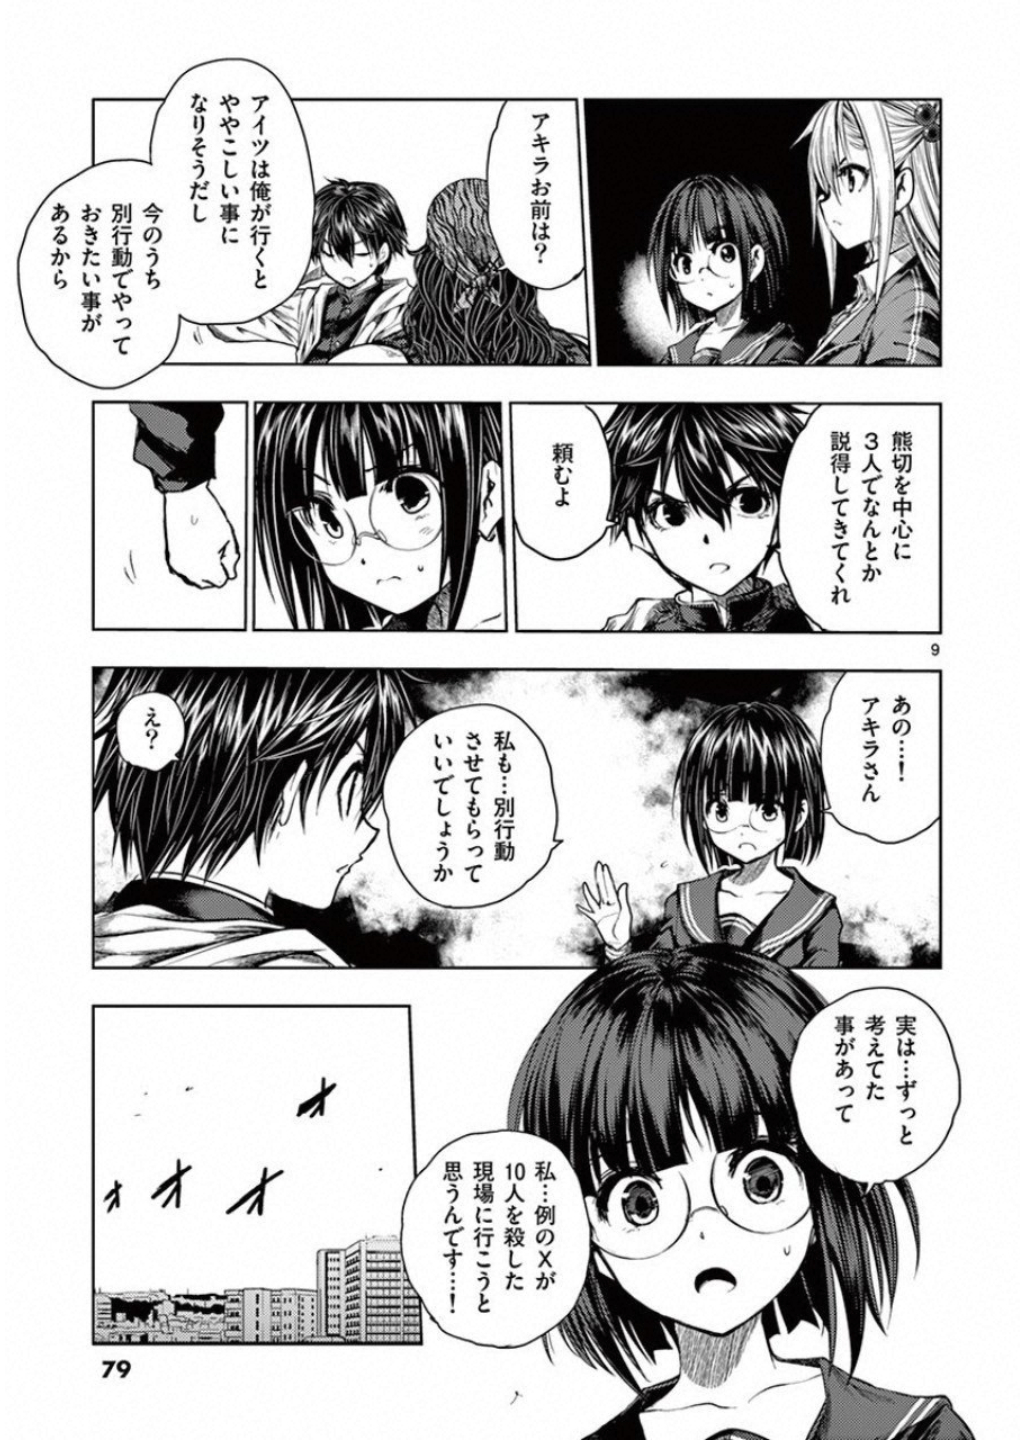 アキラお前は?
アイツは俺が行くと
ややこしい事に
なりそうだし
今のうち
別行動でやって
おきたい事が
あるから
熊切を中心に
3人でなんとか
説得してきてくれ
頼むよ
9
あの…!
アキラさん
私も…別行動
させてもらって
いいでしょうか
え?
実は…ずっと
考えてた
事があって
私…例のXが
10人を殺した
現場に行こうと
思うんです…!
オ
オ
オ
オ
79